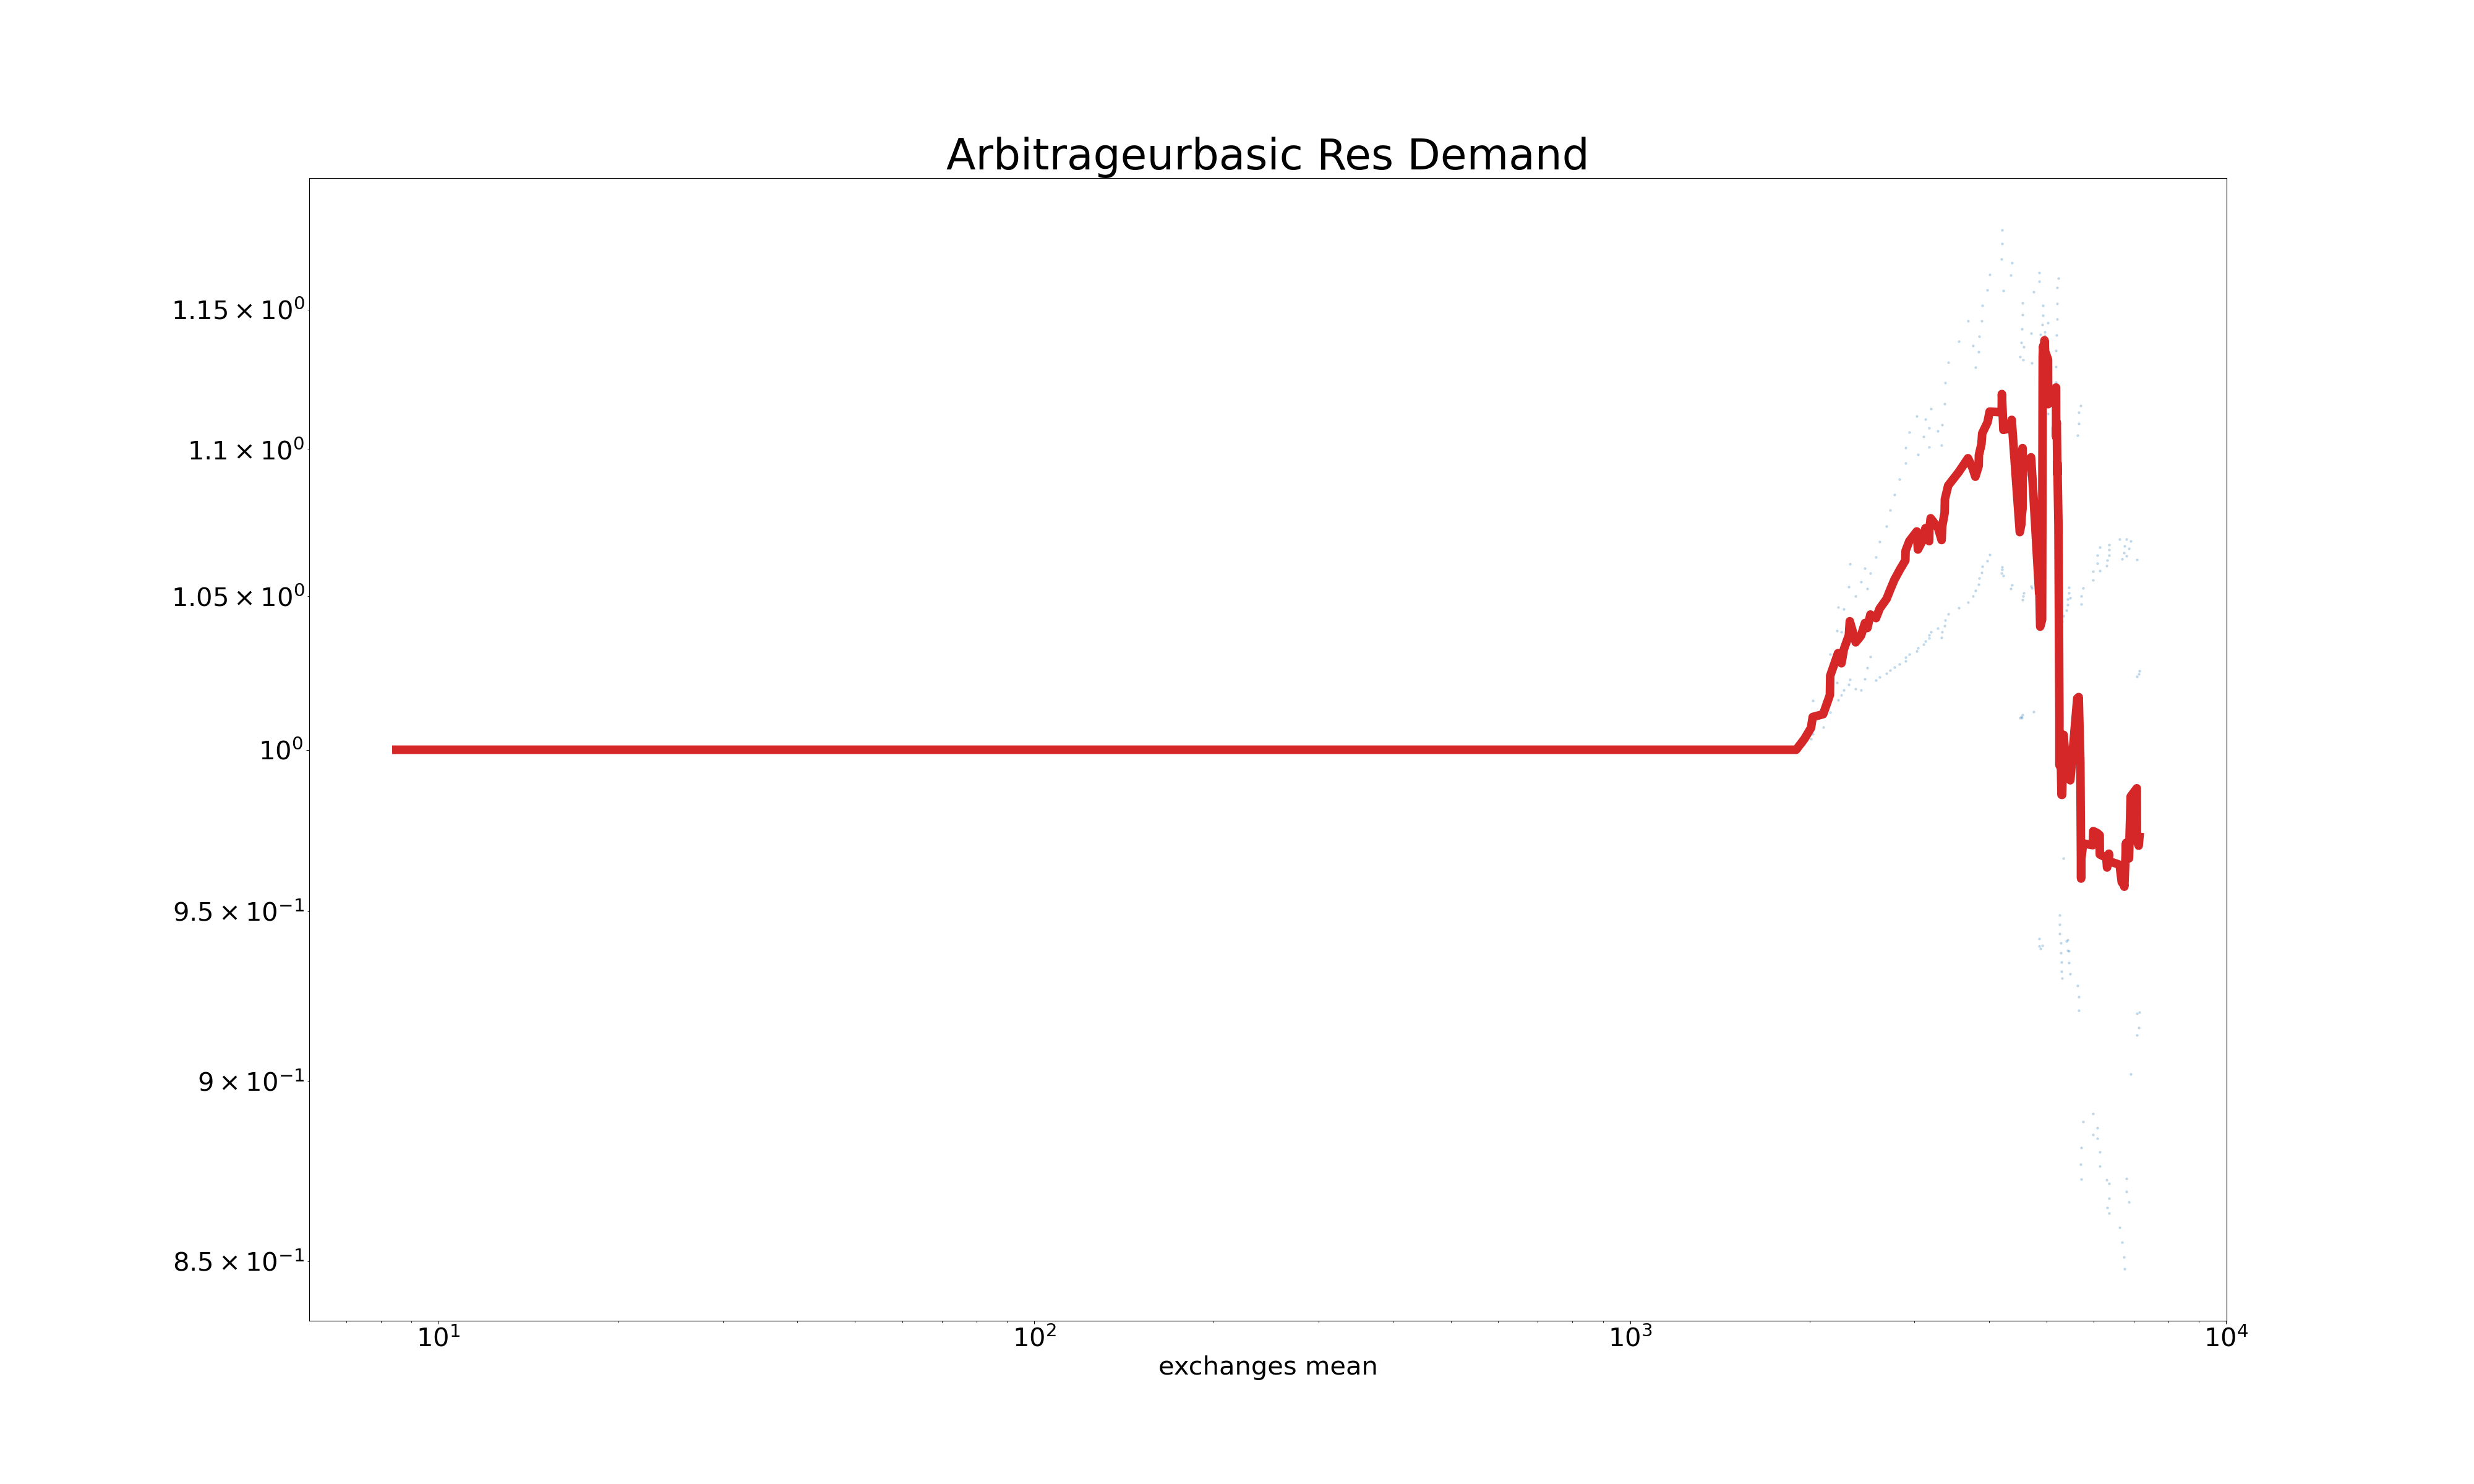 Arbitrageurbasic Res Demand
1.15 × 10⁰
1.1 × 10⁰
1.05 × 10⁰
10⁰
9.5 × 10⁻¹
9 × 10⁻¹
8.5 × 10⁻¹
10¹ 10² 10³ 10⁴
exchanges mean